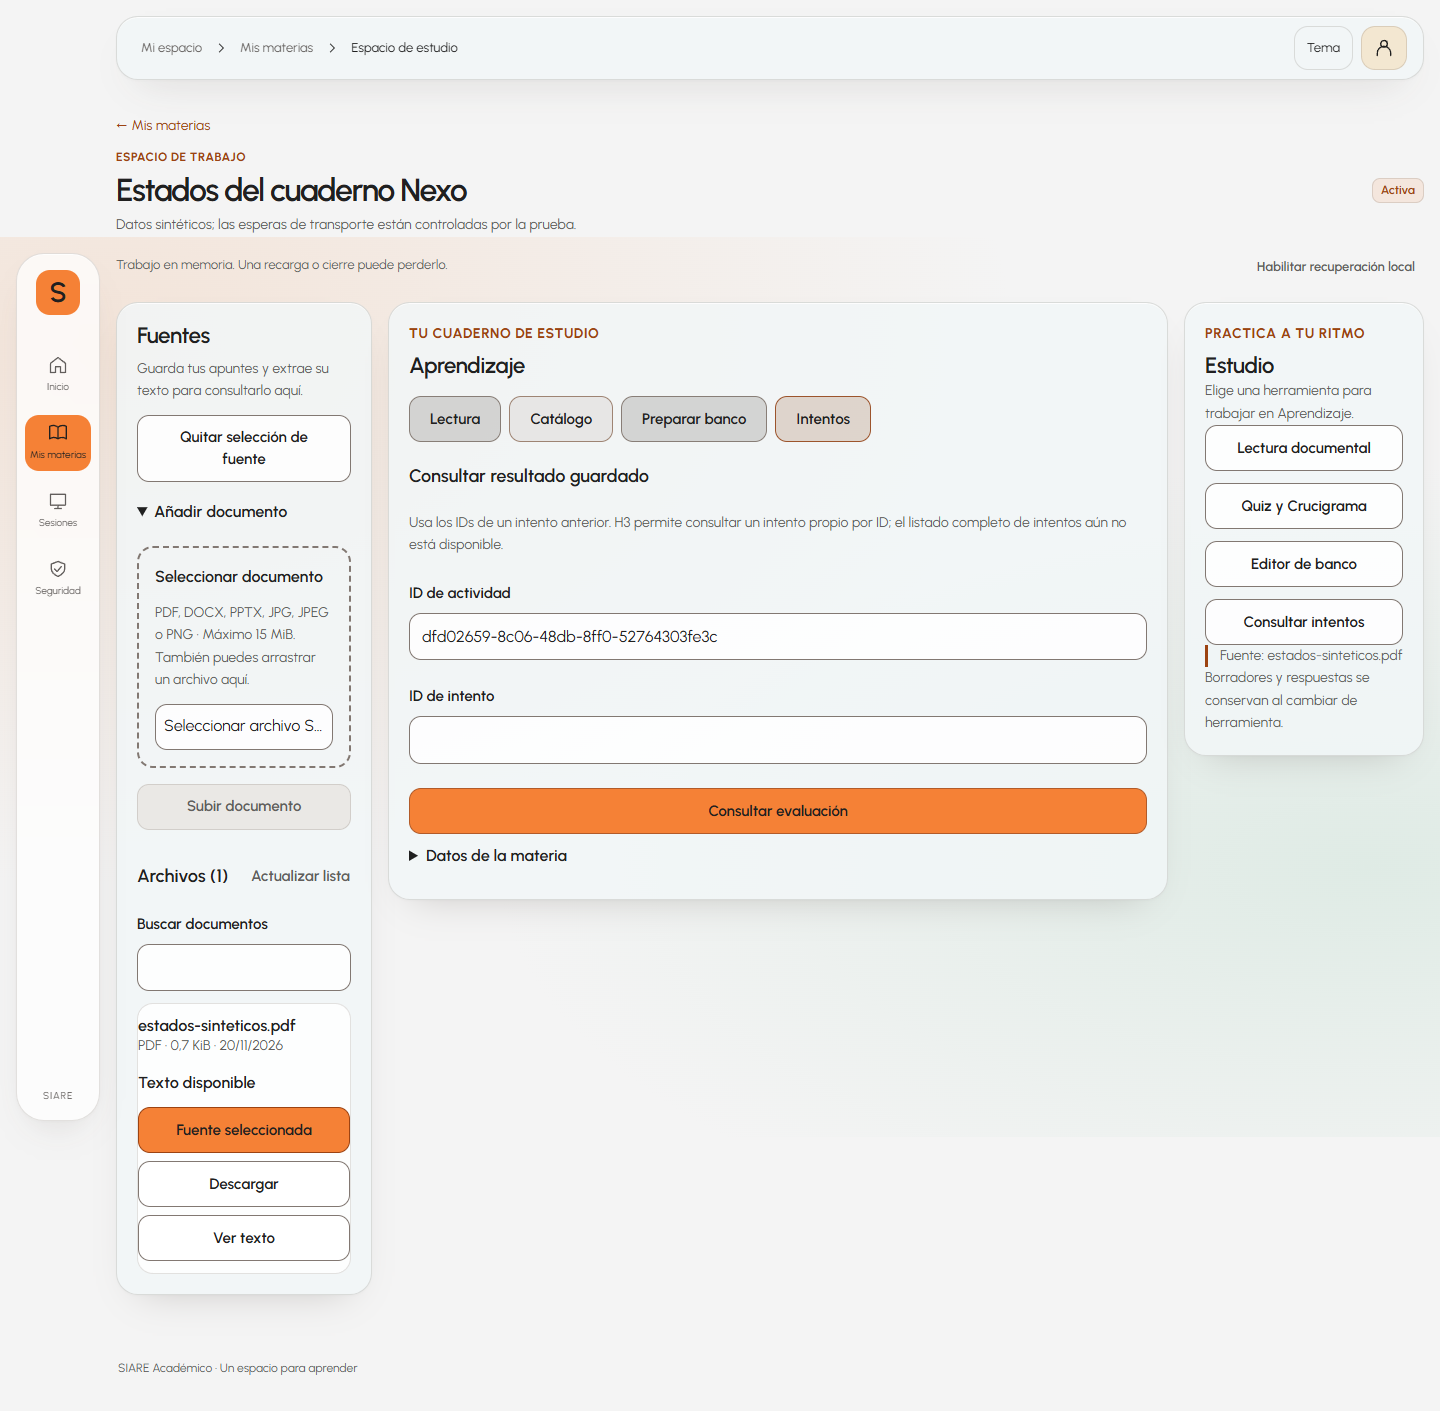 Mi espacio > Mis materias > Espacio de estudio
Tema
← Mis materias
ESPACIO DE TRABAJO
Estados del cuaderno Nexo
Activa
Datos sintéticos; las esperas de transporte están controladas por la prueba.
Trabajo en memoria. Una recarga o cierre puede perderlo.
Habilitar recuperación local
S
Inicio
Mis materias
Sesiones
Seguridad
SIARE
Fuentes
Guarda tus apuntes y extrae su
texto para consultarlo aquí.
Quitar selección de
fuente
▼ Añadir documento
Seleccionar documento
PDF, DOCX, PPTX, JPG, JPEG
o PNG · Máximo 15 MiB.
También puedes arrastrar
un archivo aquí.
Seleccionar archivo S...
Subir documento
Archivos (1)
Actualizar lista
Buscar documentos
estados-sinteticos.pdf
PDF · 0,7 KiB · 20/11/2026
Texto disponible
Fuente seleccionada
Descargar
Ver texto
TU CUADERNO DE ESTUDIO
Aprendizaje
Lectura
Catálogo
Preparar banco
Intentos
Consultar resultado guardado
Usa los IDs de un intento anterior. H3 permite consultar un intento propio por ID; el listado completo de intentos aún no
está disponible.
ID de actividad
dfd02659-8c06-48db-8ff0-52764303fe3c
ID de intento
Consultar evaluación
▶ Datos de la materia
PRACTICA A TU RITMO
Estudio
Elige una herramienta para
trabajar en Aprendizaje.
Lectura documental
Quiz y Crucigrama
Editor de banco
Consultar intentos
Fuente: estados-sinteticos.pdf
Borradores y respuestas se
conservan al cambiar de
herramienta.
SIARE Académico · Un espacio para aprender